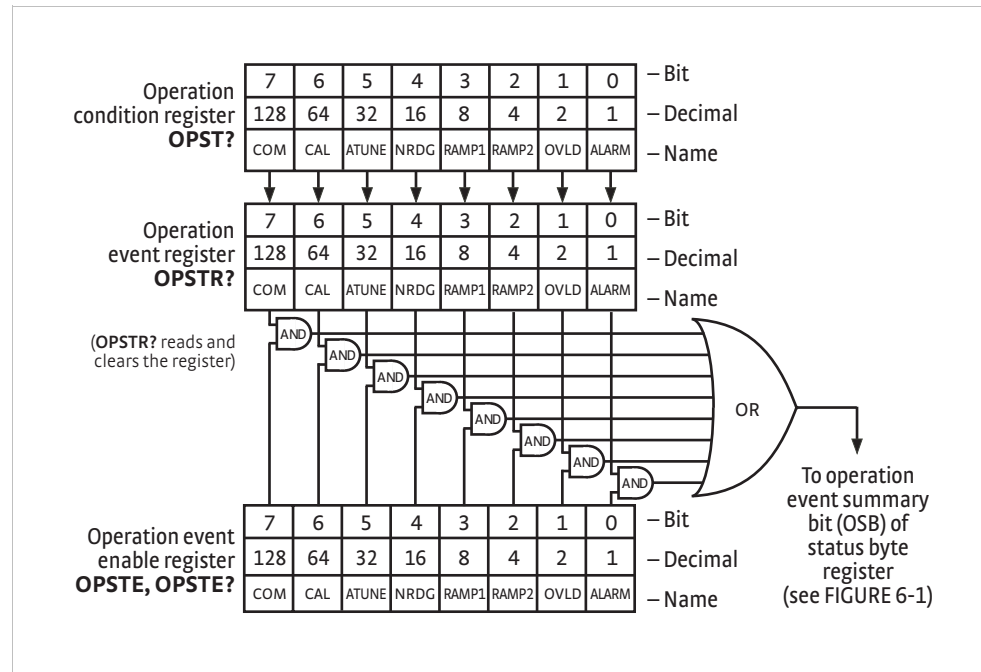 Operation
condition register
OPST?
7 6 5 4 3 2 1 0 – Bit
128 64 32 16 8 4 2 1 – Decimal
COM CAL ATUNE NRDG RAMP1 RAMP2 OVLD ALARM – Name
Operation
event register
OPSTR?
7 6 5 4 3 2 1 0 – Bit
128 64 32 16 8 4 2 1 – Decimal
COM CAL ATUNE NRDG RAMP1 RAMP2 OVLD ALARM – Name
(OPSTR? reads and
clears the register)
AND
AND
AND
AND
AND
AND
AND
AND
OR
To operation
event summary
bit (OSB) of
status byte
register
(see FIGURE 6-1)
Operation event
enable register
OPSTE, OPSTE?
7 6 5 4 3 2 1 0 – Bit
128 64 32 16 8 4 2 1 – Decimal
COM CAL ATUNE NRDG RAMP1 RAMP2 OVLD ALARM – Name